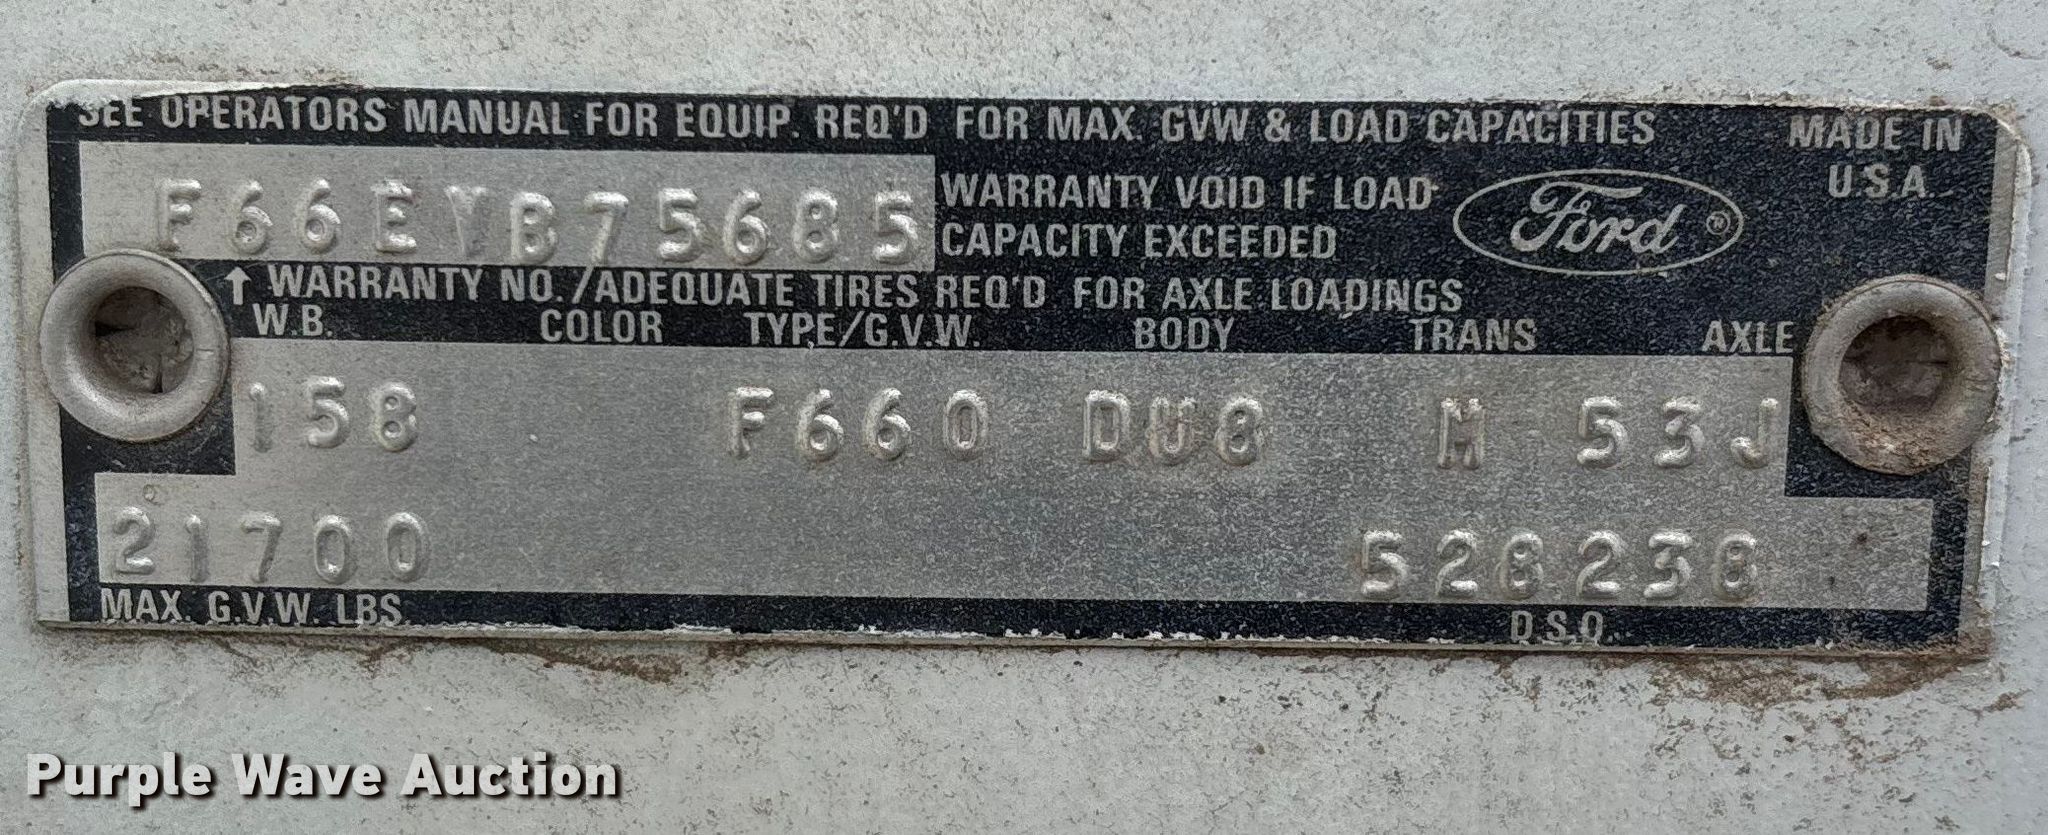 SEE OPERATORS MANUAL FOR EQUIP. REQ'D FOR MAX. GVW & LOAD CAPACITIES
MADE IN U.S.A.
F66EYB75685
WARRANTY VOID IF LOAD
CAPACITY EXCEEDED
Ford ®
↑ WARRANTY NO./ADEQUATE TIRES REQ'D FOR AXLE LOADINGS
W.B. COLOR TYPE/G.V.W. BODY TRANS AXLE
158 F660 DU8 M 53J
21700 528238
MAX. G.V.W. LBS. D.S.O.
Purple Wave Auction